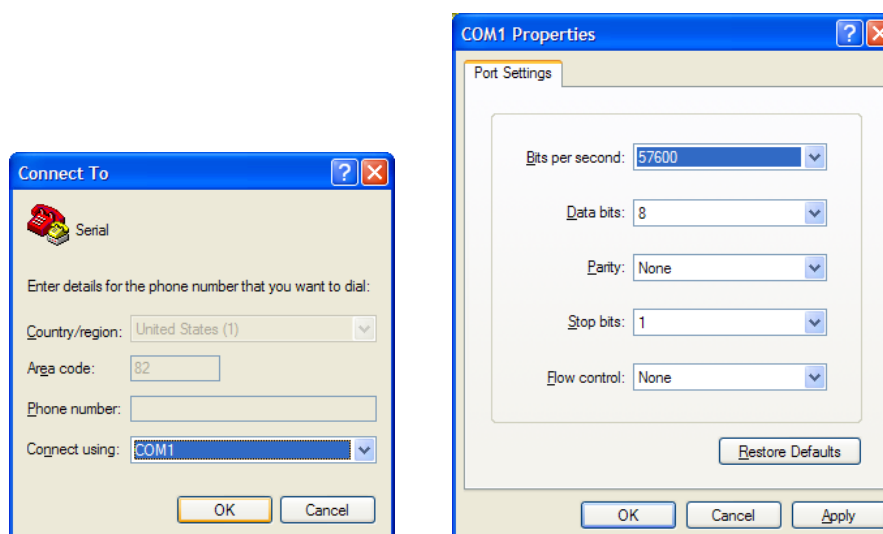 Connect To
Serial
Enter details for the phone number that you want to dial:
Country/region: United States (1)
Area code: 82
Phone number:
Connect using: COM1
OK Cancel
COM1 Properties
Port Settings
Bits per second: 57600
Data bits: 8
Parity: None
Stop bits: 1
Flow control: None
Restore Defaults
OK Cancel Apply